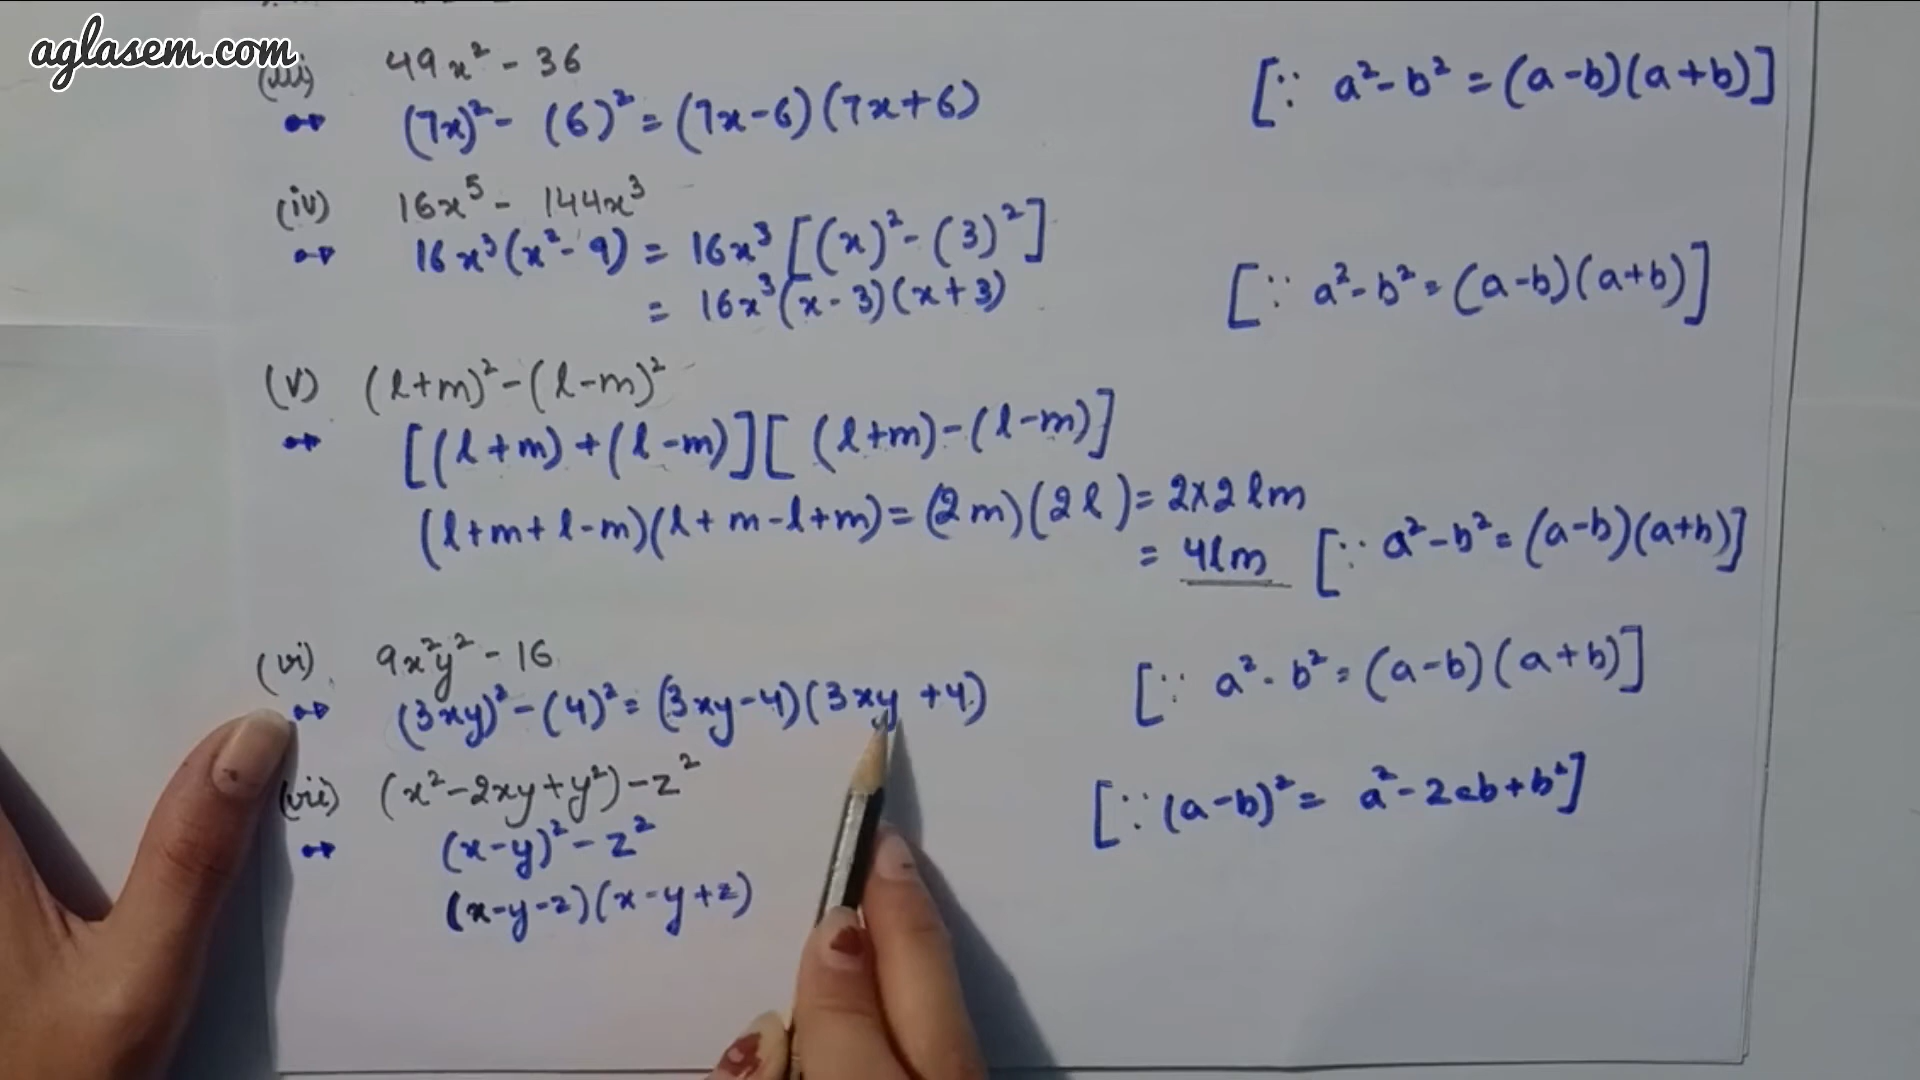 aglasem.com
(iii) 49x² - 36
(7x)² - (6)² = (7x-6)(7x+6) [∵ a²-b² = (a-b)(a+b)]
(iv) 16x⁵ - 144x³
16x³(x²-9) = 16x³[(x)²-(3)²]
= 16x³(x-3)(x+3) [∵ a²-b² = (a-b)(a+b)]
(v) (l+m)²-(l-m)²
[(l+m)+(l-m)][(l+m)-(l-m)]
(l+m+l-m)(l+m-l+m) = (2m)(2l) = 2×2lm
= 4lm [∵ a²-b² = (a-b)(a+b)]
(vi) 9x²y² - 16
(3xy)²-(4)² = (3xy-4)(3xy+4) [∵ a²-b² = (a-b)(a+b)]
(vii) (x²-2xy+y²)-z²
(x-y)²-z² [∵ (a-b)² = a²-2ab+b²]
(x-y-z)(x-y+z)